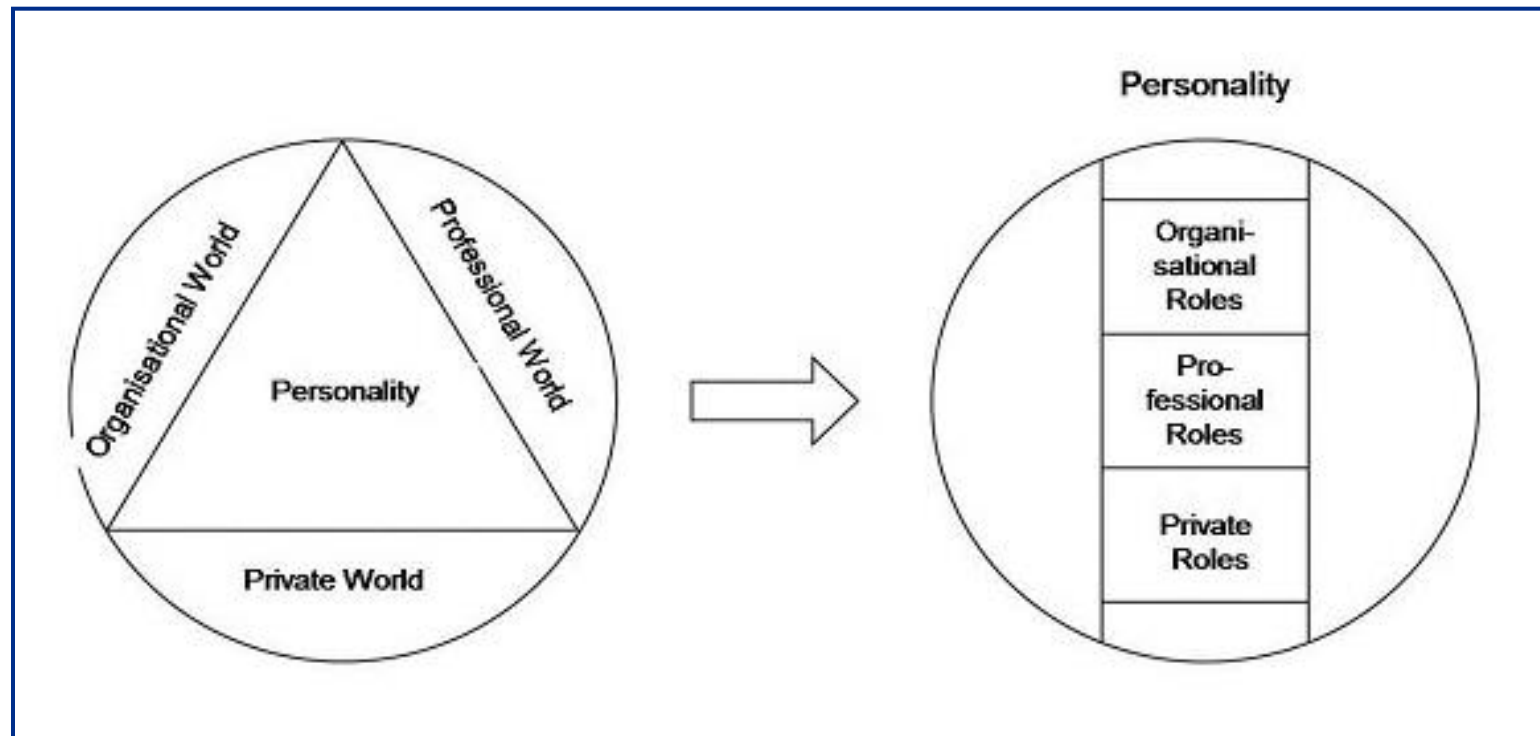 Organisational World
Professional World
Personality
Private World
Personality
Organi-
sational
Roles
Pro-
fessional
Roles
Private
Roles